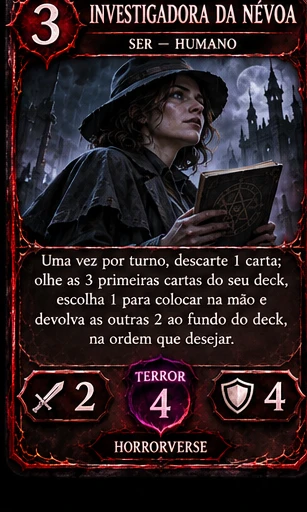 3
INVESTIGADORA DA NÉVOA
SER — HUMANO
Uma vez por turno, descarte 1 carta;
olhe as 3 primeiras cartas do seu deck,
escolha 1 para colocar na mão e
devolva as outras 2 ao fundo do deck,
na ordem que desejar.
2
TERROR
4
4
HORRORVERSE